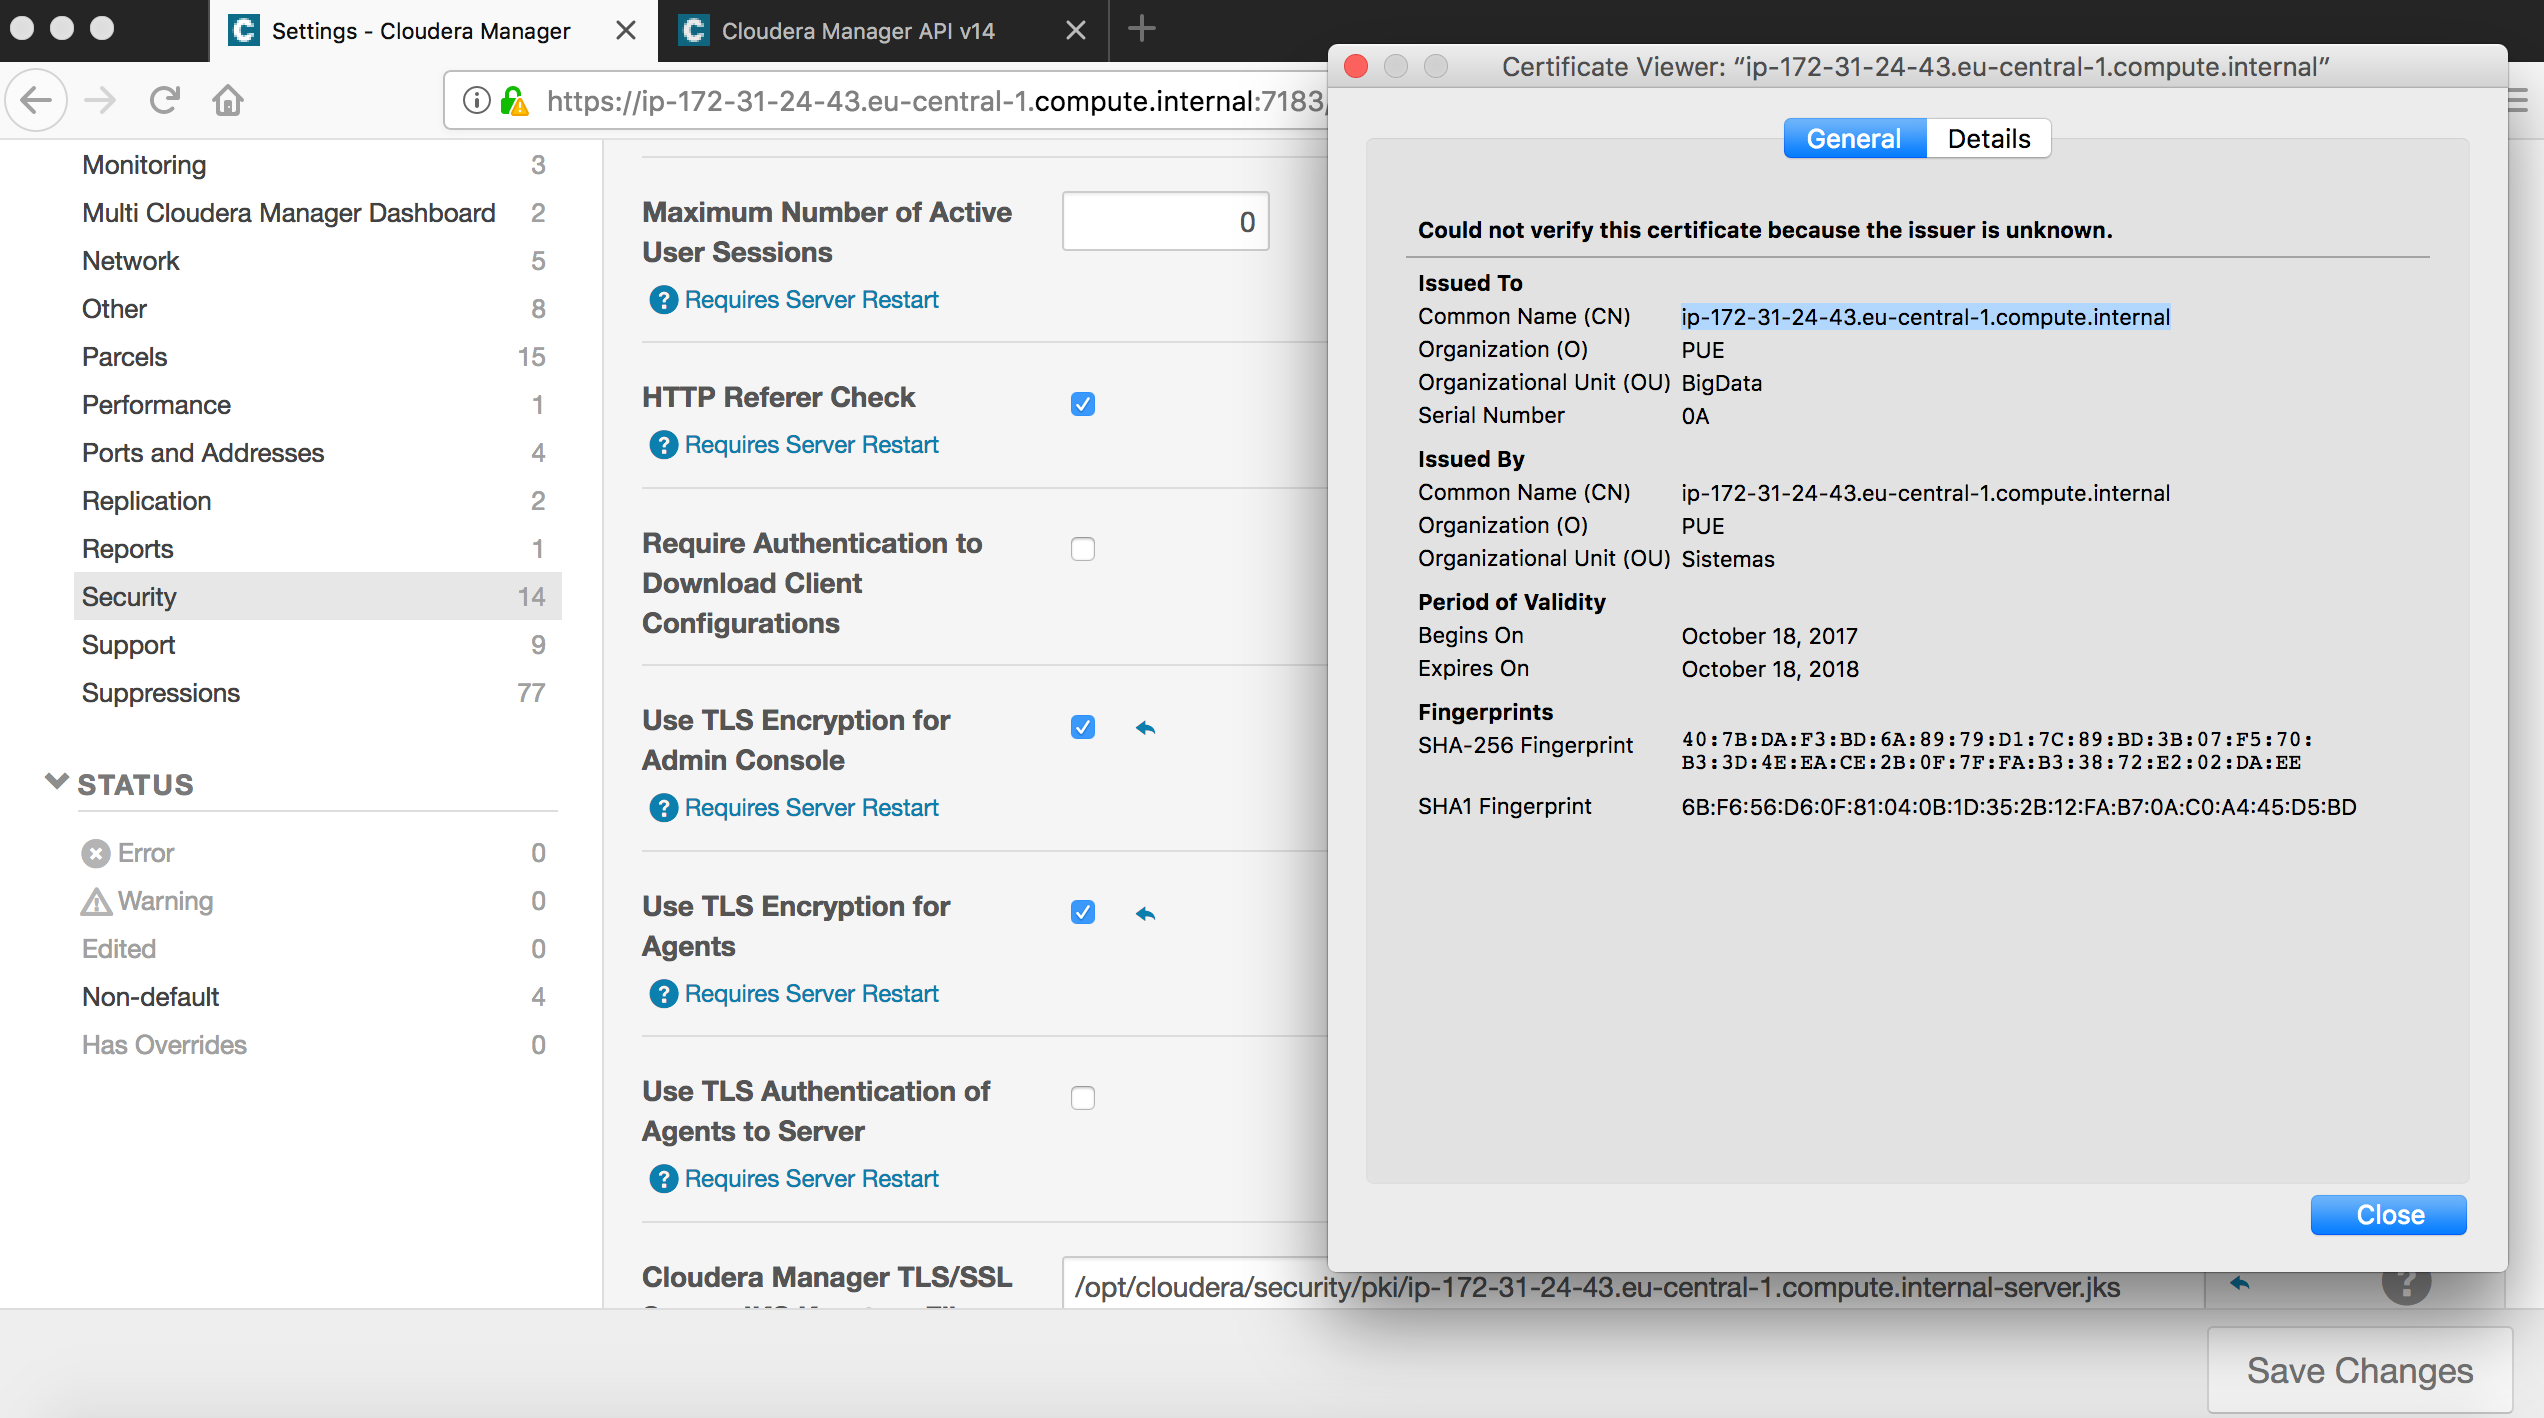 Settings - Cloudera Manager
Cloudera Manager API v14
https://ip-172-31-24-43.eu-central-1.compute.internal:7183/
Monitoring 3
Multi Cloudera Manager Dashboard 2
Network 5
Other 8
Parcels 15
Performance 1
Ports and Addresses 4
Replication 2
Reports 1
Security 14
Support 9
Suppressions 77
STATUS
Error 0
Warning 0
Edited 0
Non-default 4
Has Overrides 0
Maximum Number of Active
User Sessions
0
Requires Server Restart
HTTP Referer Check
Requires Server Restart
Require Authentication to
Download Client
Configurations
Use TLS Encryption for
Admin Console
Requires Server Restart
Use TLS Encryption for
Agents
Requires Server Restart
Use TLS Authentication of
Agents to Server
Requires Server Restart
Cloudera Manager TLS/SSL
/opt/cloudera/security/pki/ip-172-31-24-43.eu-central-1.compute.internal-server.jks
Save Changes
Certificate Viewer: “ip-172-31-24-43.eu-central-1.compute.internal”
General Details
Could not verify this certificate because the issuer is unknown.
Issued To
Common Name (CN) ip-172-31-24-43.eu-central-1.compute.internal
Organization (O) PUE
Organizational Unit (OU) BigData
Serial Number 0A
Issued By
Common Name (CN) ip-172-31-24-43.eu-central-1.compute.internal
Organization (O) PUE
Organizational Unit (OU) Sistemas
Period of Validity
Begins On October 18, 2017
Expires On October 18, 2018
Fingerprints
SHA-256 Fingerprint 40:7B:DA:F3:BD:6A:89:79:D1:7C:89:BD:3B:07:F5:70:
B3:3D:4E:EA:CE:2B:0F:7F:FA:B3:38:72:E2:02:DA:EE
SHA1 Fingerprint 6B:F6:56:D6:0F:81:04:0B:1D:35:2B:12:FA:B7:0A:C0:A4:45:D5:BD
Close